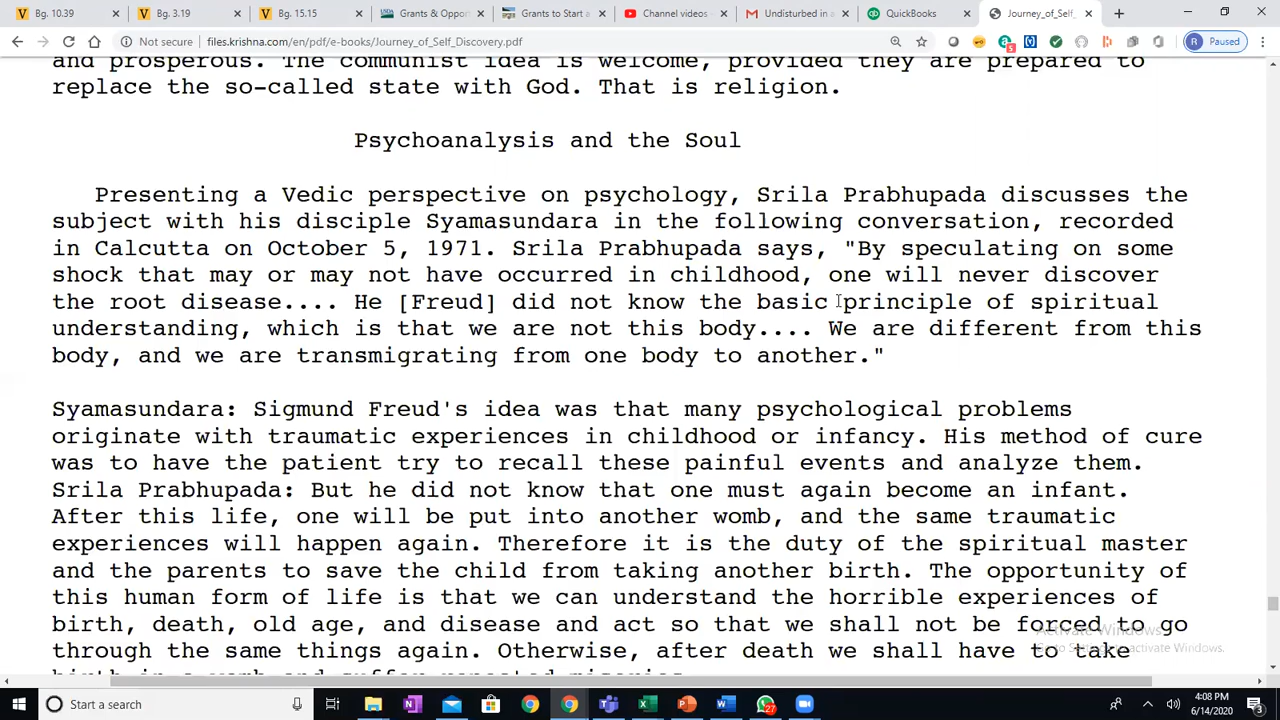 Bg. 10.39
Bg. 3.19
Bg. 15.15
Grants & Opport
Grants to Start a
Channel videos
Undisturbed in a
QuickBooks
Journey_of_Self_
Not secure | files.krishna.com/en/pdf/e-books/Journey_of_Self_Discovery.pdf
5
R Paused
and prosperous. The communist idea is welcome, provided they are prepared to
replace the so-called state with God. That is religion.
Psychoanalysis and the Soul
Presenting a Vedic perspective on psychology, Srila Prabhupada discusses the
subject with his disciple Syamasundara in the following conversation, recorded
in Calcutta on October 5, 1971. Srila Prabhupada says, "By speculating on some
shock that may or may not have occurred in childhood, one will never discover
the root disease.... He [Freud] did not know the basic principle of spiritual
understanding, which is that we are not this body.... We are different from this
body, and we are transmigrating from one body to another."
Syamasundara: Sigmund Freud's idea was that many psychological problems
originate with traumatic experiences in childhood or infancy. His method of cure
was to have the patient try to recall these painful events and analyze them.
Srila Prabhupada: But he did not know that one must again become an infant.
After this life, one will be put into another womb, and the same traumatic
experiences will happen again. Therefore it is the duty of the spiritual master
and the parents to save the child from taking another birth. The opportunity of
this human form of life is that we can understand the horrible experiences of
birth, death, old age, and disease and act so that we shall not be forced to go
through the same things again. Otherwise, after death we shall have to take
Activate Windows
Go to Settings to activate Windows.
Start a search
27
4:08 PM
6/14/2020